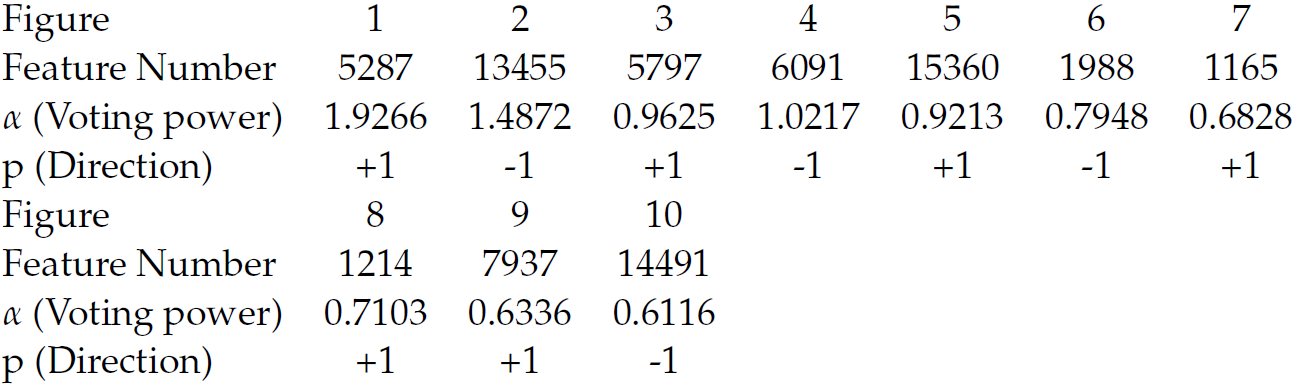 Figure 1 2 3 4 5 6 7
Feature Number 5287 13455 5797 6091 15360 1988 1165
α (Voting power) 1.9266 1.4872 0.9625 1.0217 0.9213 0.7948 0.6828
p (Direction) +1 -1 +1 -1 +1 -1 +1
Figure 8 9 10
Feature Number 1214 7937 14491
α (Voting power) 0.7103 0.6336 0.6116
p (Direction) +1 +1 -1